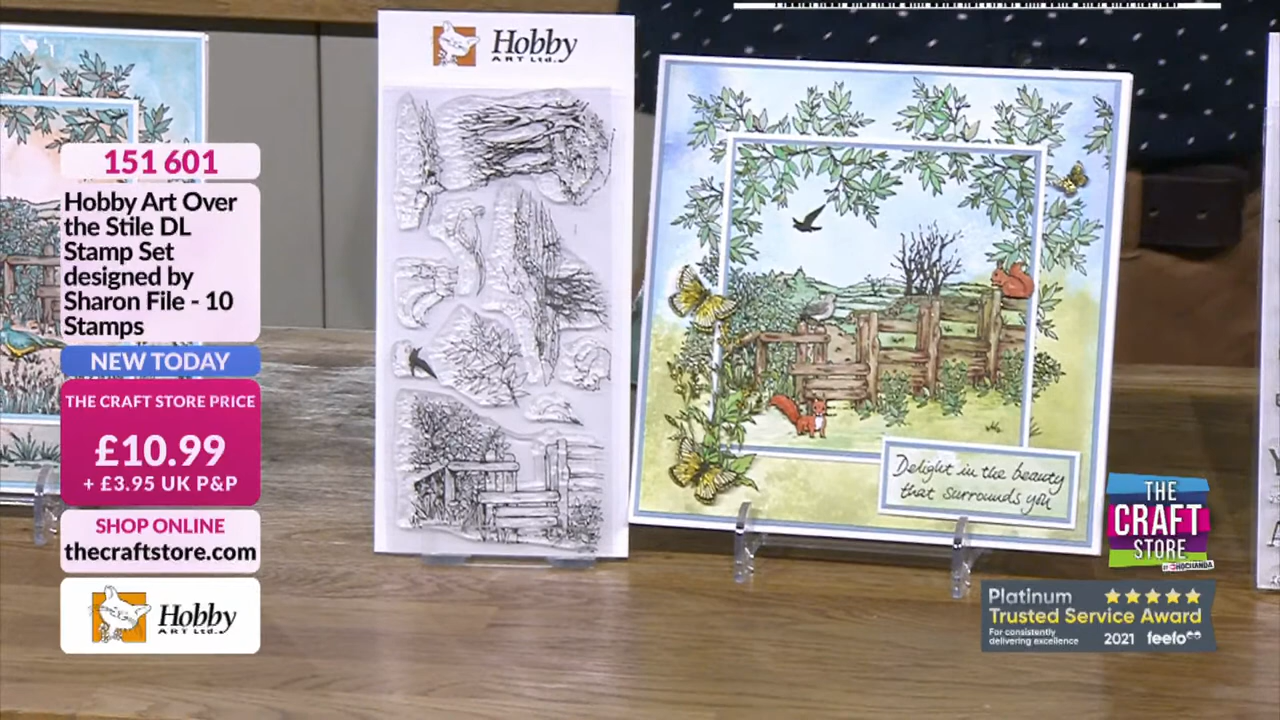 151 601
Hobby Art Over
the Stile DL
Stamp Set
designed by
Sharon File - 10
Stamps
NEW TODAY
THE CRAFT STORE PRICE
£10.99
+ £3.95 UK P&P
SHOP ONLINE
thecraftstore.com
Hobby
ART Ltd.
Hobby
ART Ltd.
Delight in the beauty
that surrounds you
THE
CRAFT
STORE
BY HOCHANDA
Platinum
Trusted Service Award
For consistently
delivering excellence
2021 feefo